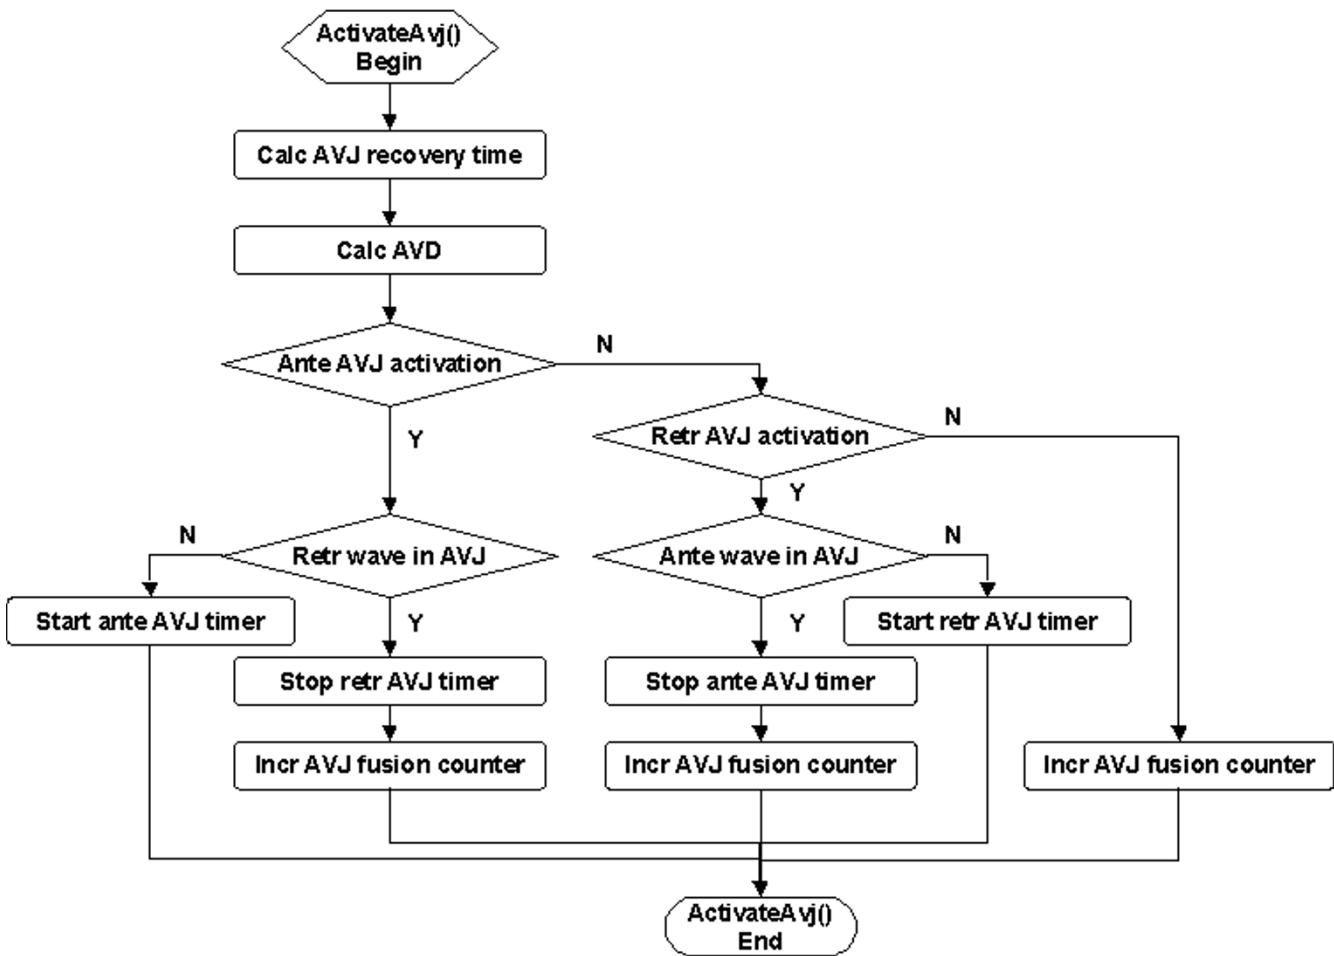 ActivateAvj()
Begin
Calc AVJ recovery time
Calc AVD
Ante AVJ activation
N
Retr AVJ activation
N
Y
Y
N
Retr wave in AVJ
Ante wave in AVJ
N
Start ante AVJ timer
Y
Y
Start retr AVJ timer
Stop retr AVJ timer
Stop ante AVJ timer
Incr AVJ fusion counter
Incr AVJ fusion counter
Incr AVJ fusion counter
ActivateAvj()
End